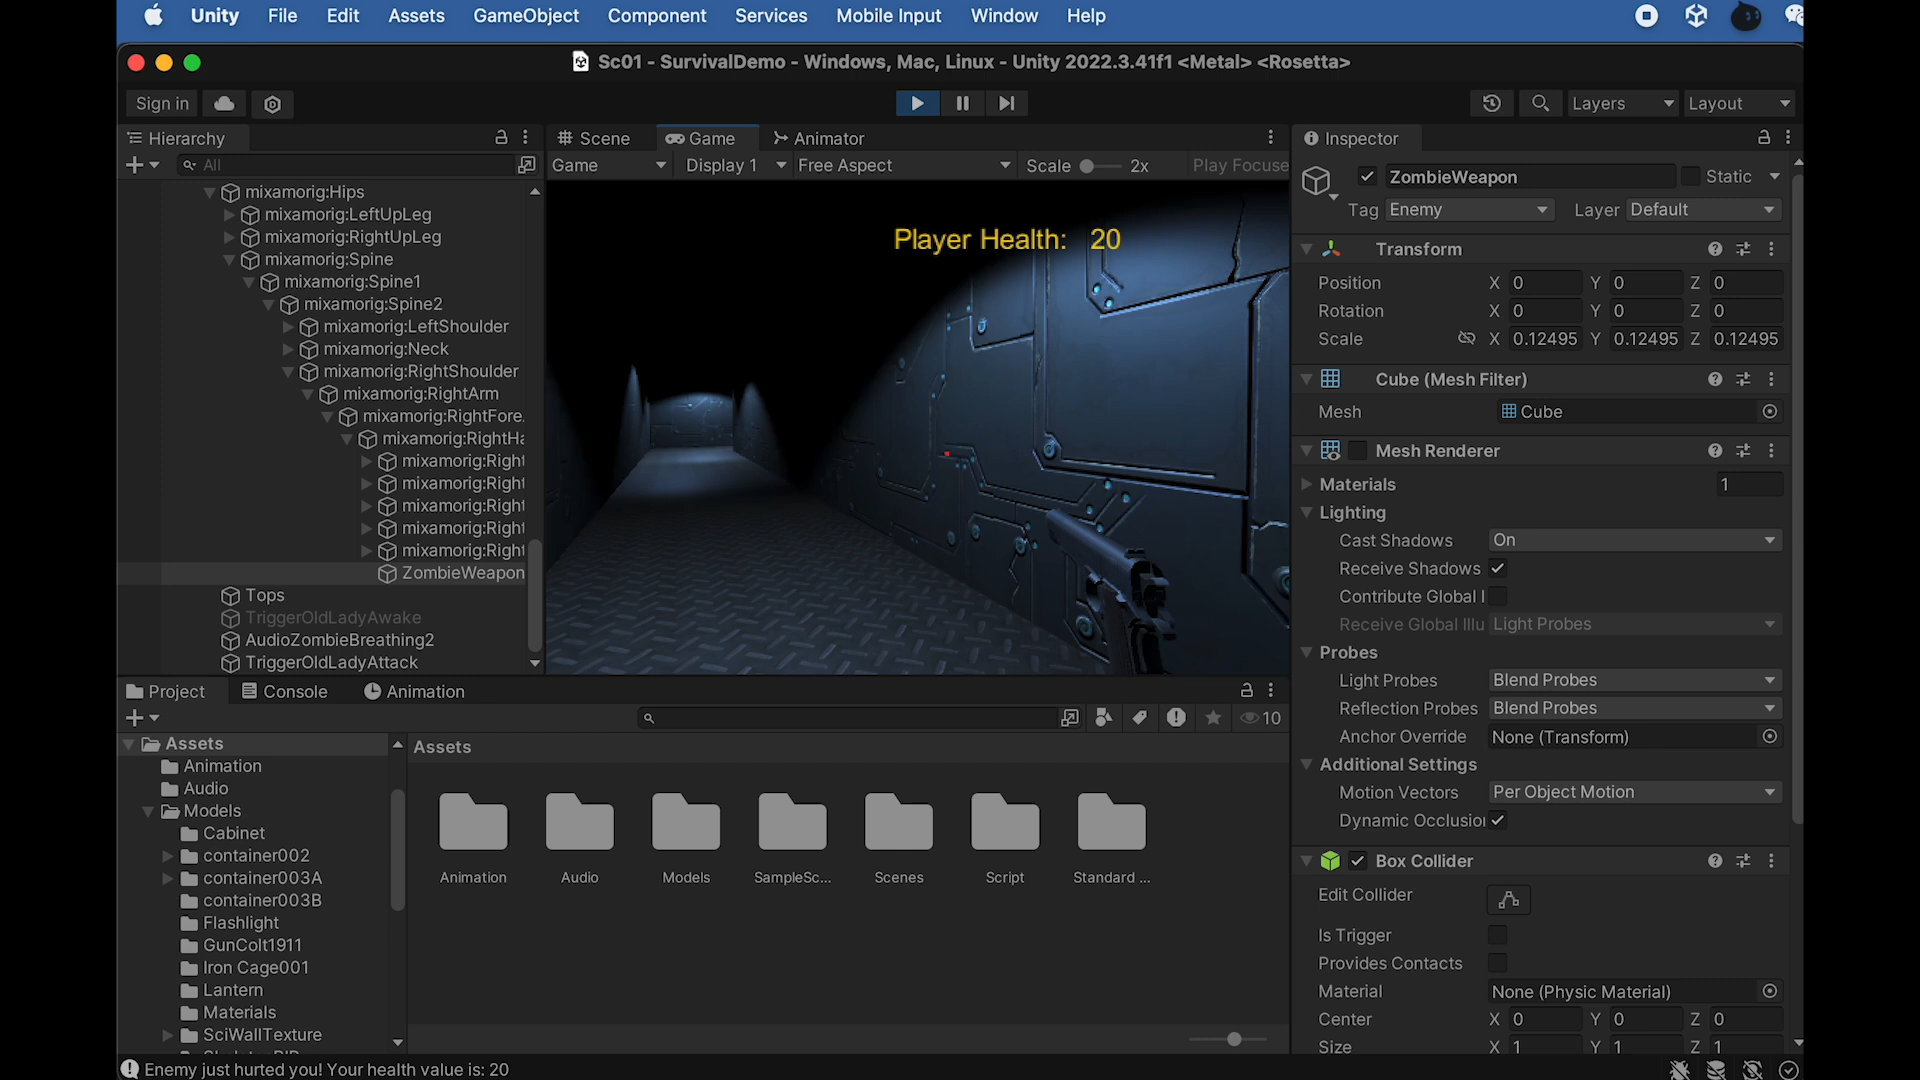 Unity File Edit Assets GameObject Component Services Mobile Input Window Help
Sc01 - SurvivalDemo - Windows, Mac, Linux - Unity 2022.3.41f1 <Metal> <Rosetta>
Sign in
Layers
Layout
Hierarchy
All
mixamorig:Hips
mixamorig:LeftUpLeg
mixamorig:RightUpLeg
mixamorig:Spine
mixamorig:Spine1
mixamorig:Spine2
mixamorig:LeftShoulder
mixamorig:Neck
mixamorig:RightShoulder
mixamorig:RightArm
mixamorig:RightFore
mixamorig:RightHa
mixamorig:Right
mixamorig:Right
mixamorig:Right
mixamorig:Right
mixamorig:Right
ZombieWeapon
Tops
TriggerOldLadyAwake
AudioZombieBreathing2
TriggerOldLadyAttack
Scene Game Animator
Game Display 1 Free Aspect Scale 2x Play Focuse
Player Health: 20
Inspector
ZombieWeapon Static
Tag Enemy Layer Default
Transform
Position X 0 Y 0 Z 0
Rotation X 0 Y 0 Z 0
Scale X 0.12495 Y 0.12495 Z 0.12495
Cube (Mesh Filter)
Mesh Cube
Mesh Renderer
Materials 1
Lighting
Cast Shadows On
Receive Shadows
Contribute Global I
Receive Global Illu Light Probes
Probes
Light Probes Blend Probes
Reflection Probes Blend Probes
Anchor Override None (Transform)
Additional Settings
Motion Vectors Per Object Motion
Dynamic Occlusion
Box Collider
Edit Collider
Is Trigger
Provides Contacts
Material None (Physic Material)
Center X 0 Y 0 Z 0
Size X 1 Y 1 Z 1
Project Console Animation
10
Assets
Animation
Audio
Models
Cabinet
container002
container003A
container003B
Flashlight
GunColt1911
Iron Cage001
Lantern
Materials
SciWallTexture
Assets
Animation Audio Models SampleSc... Scenes Script Standard ...
Enemy just hurted you! Your health value is: 20